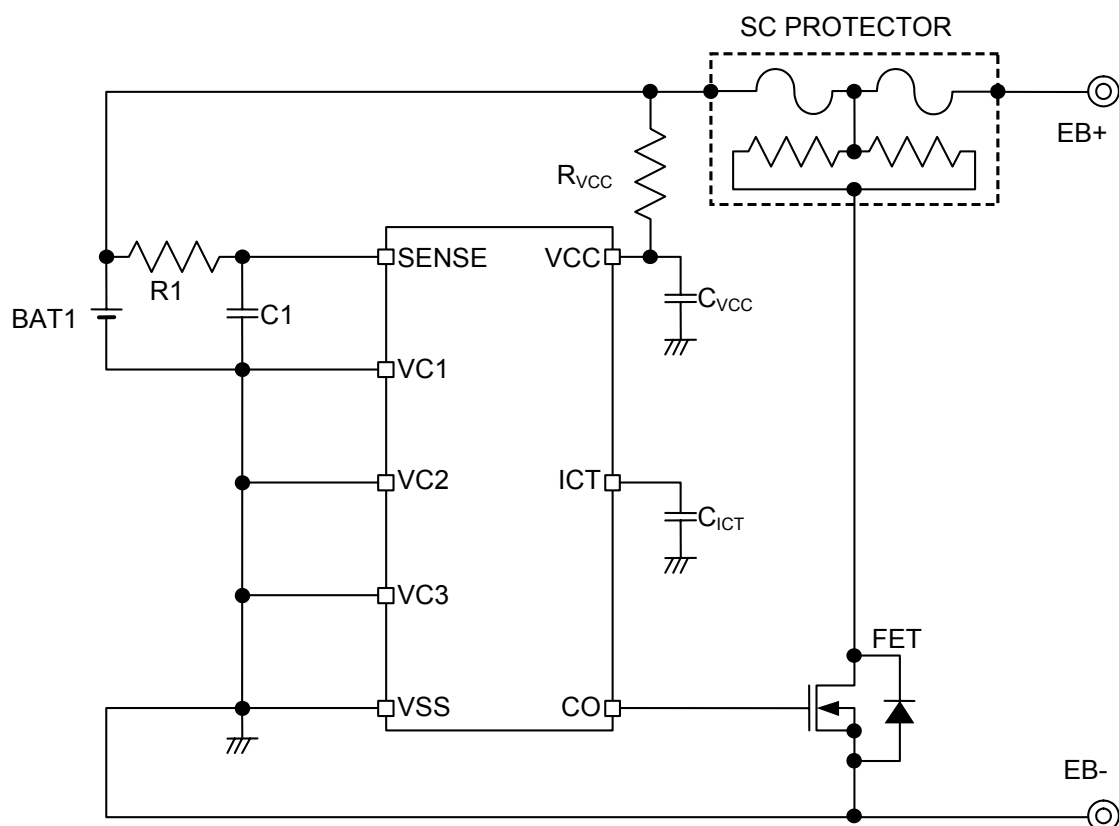 SC PROTECTOR
EB+
RVCC
SENSE
VCC
R1
BAT1
C1
CVCC
VC1
VC2
ICT
CICT
VC3
FET
VSS
CO
EB-